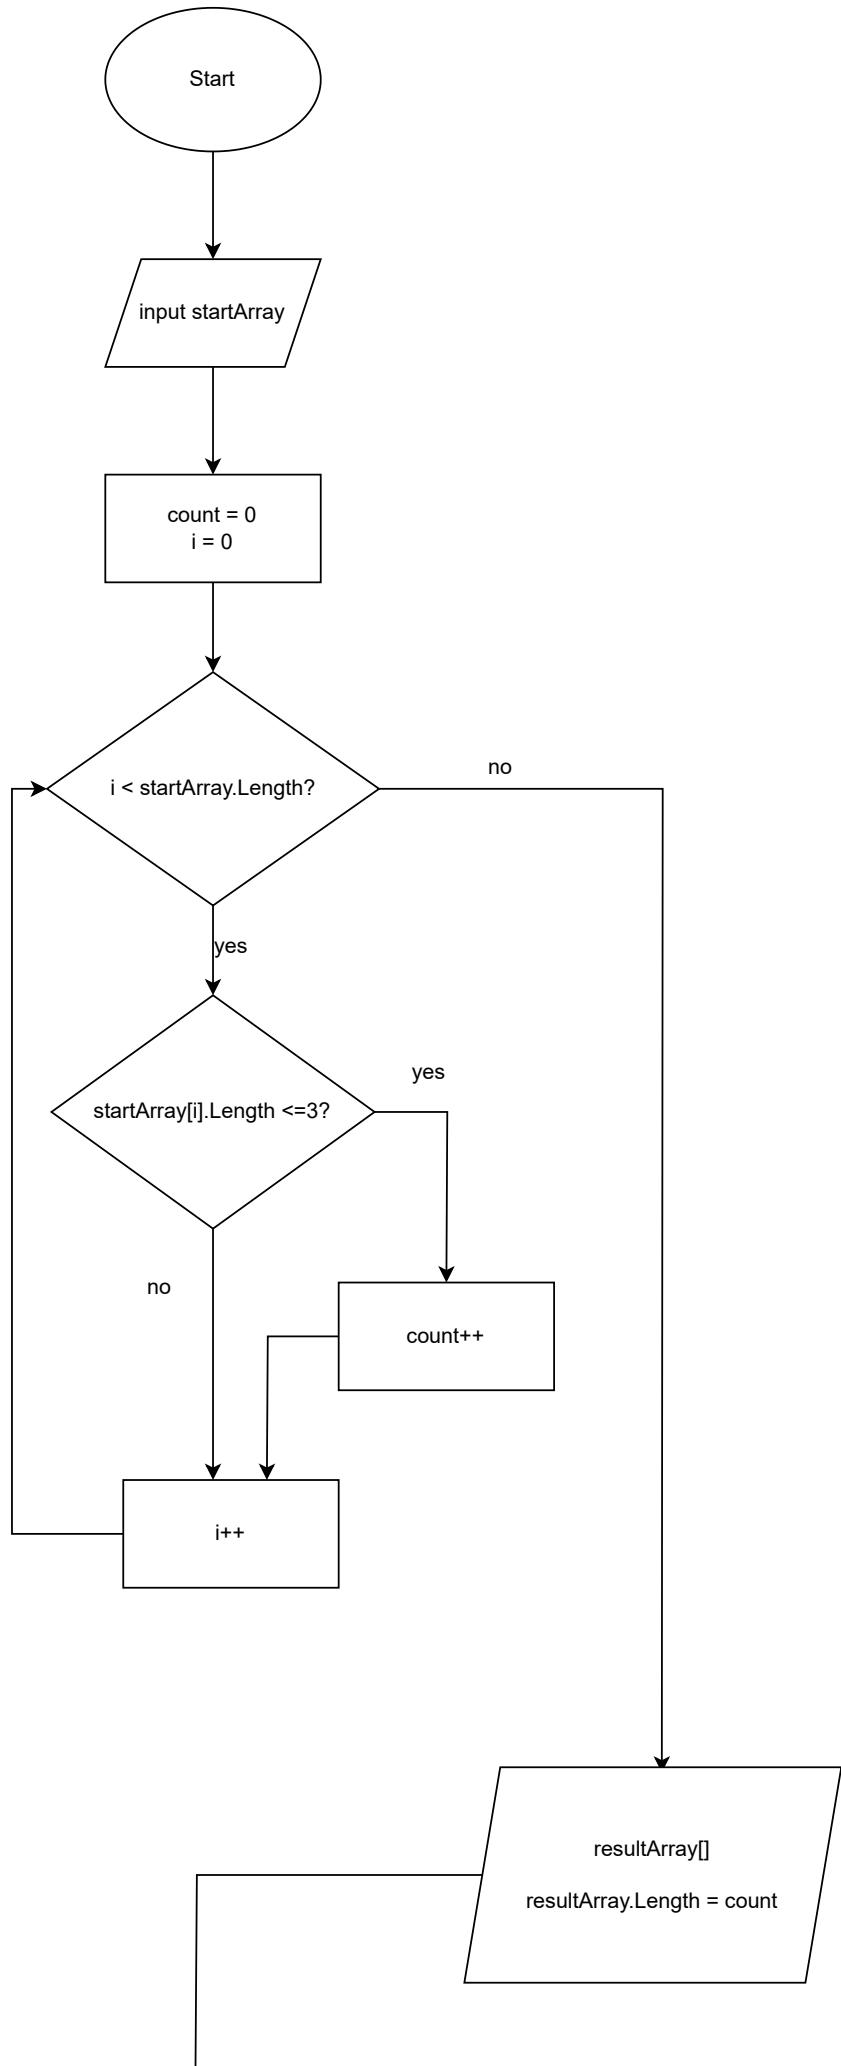 Start
input startArray
count = 0
i = 0
i < startArray.Length?
no
yes
startArray[i].Length <=3?
yes
no
count++
i++
resultArray[]
resultArray.Length = count